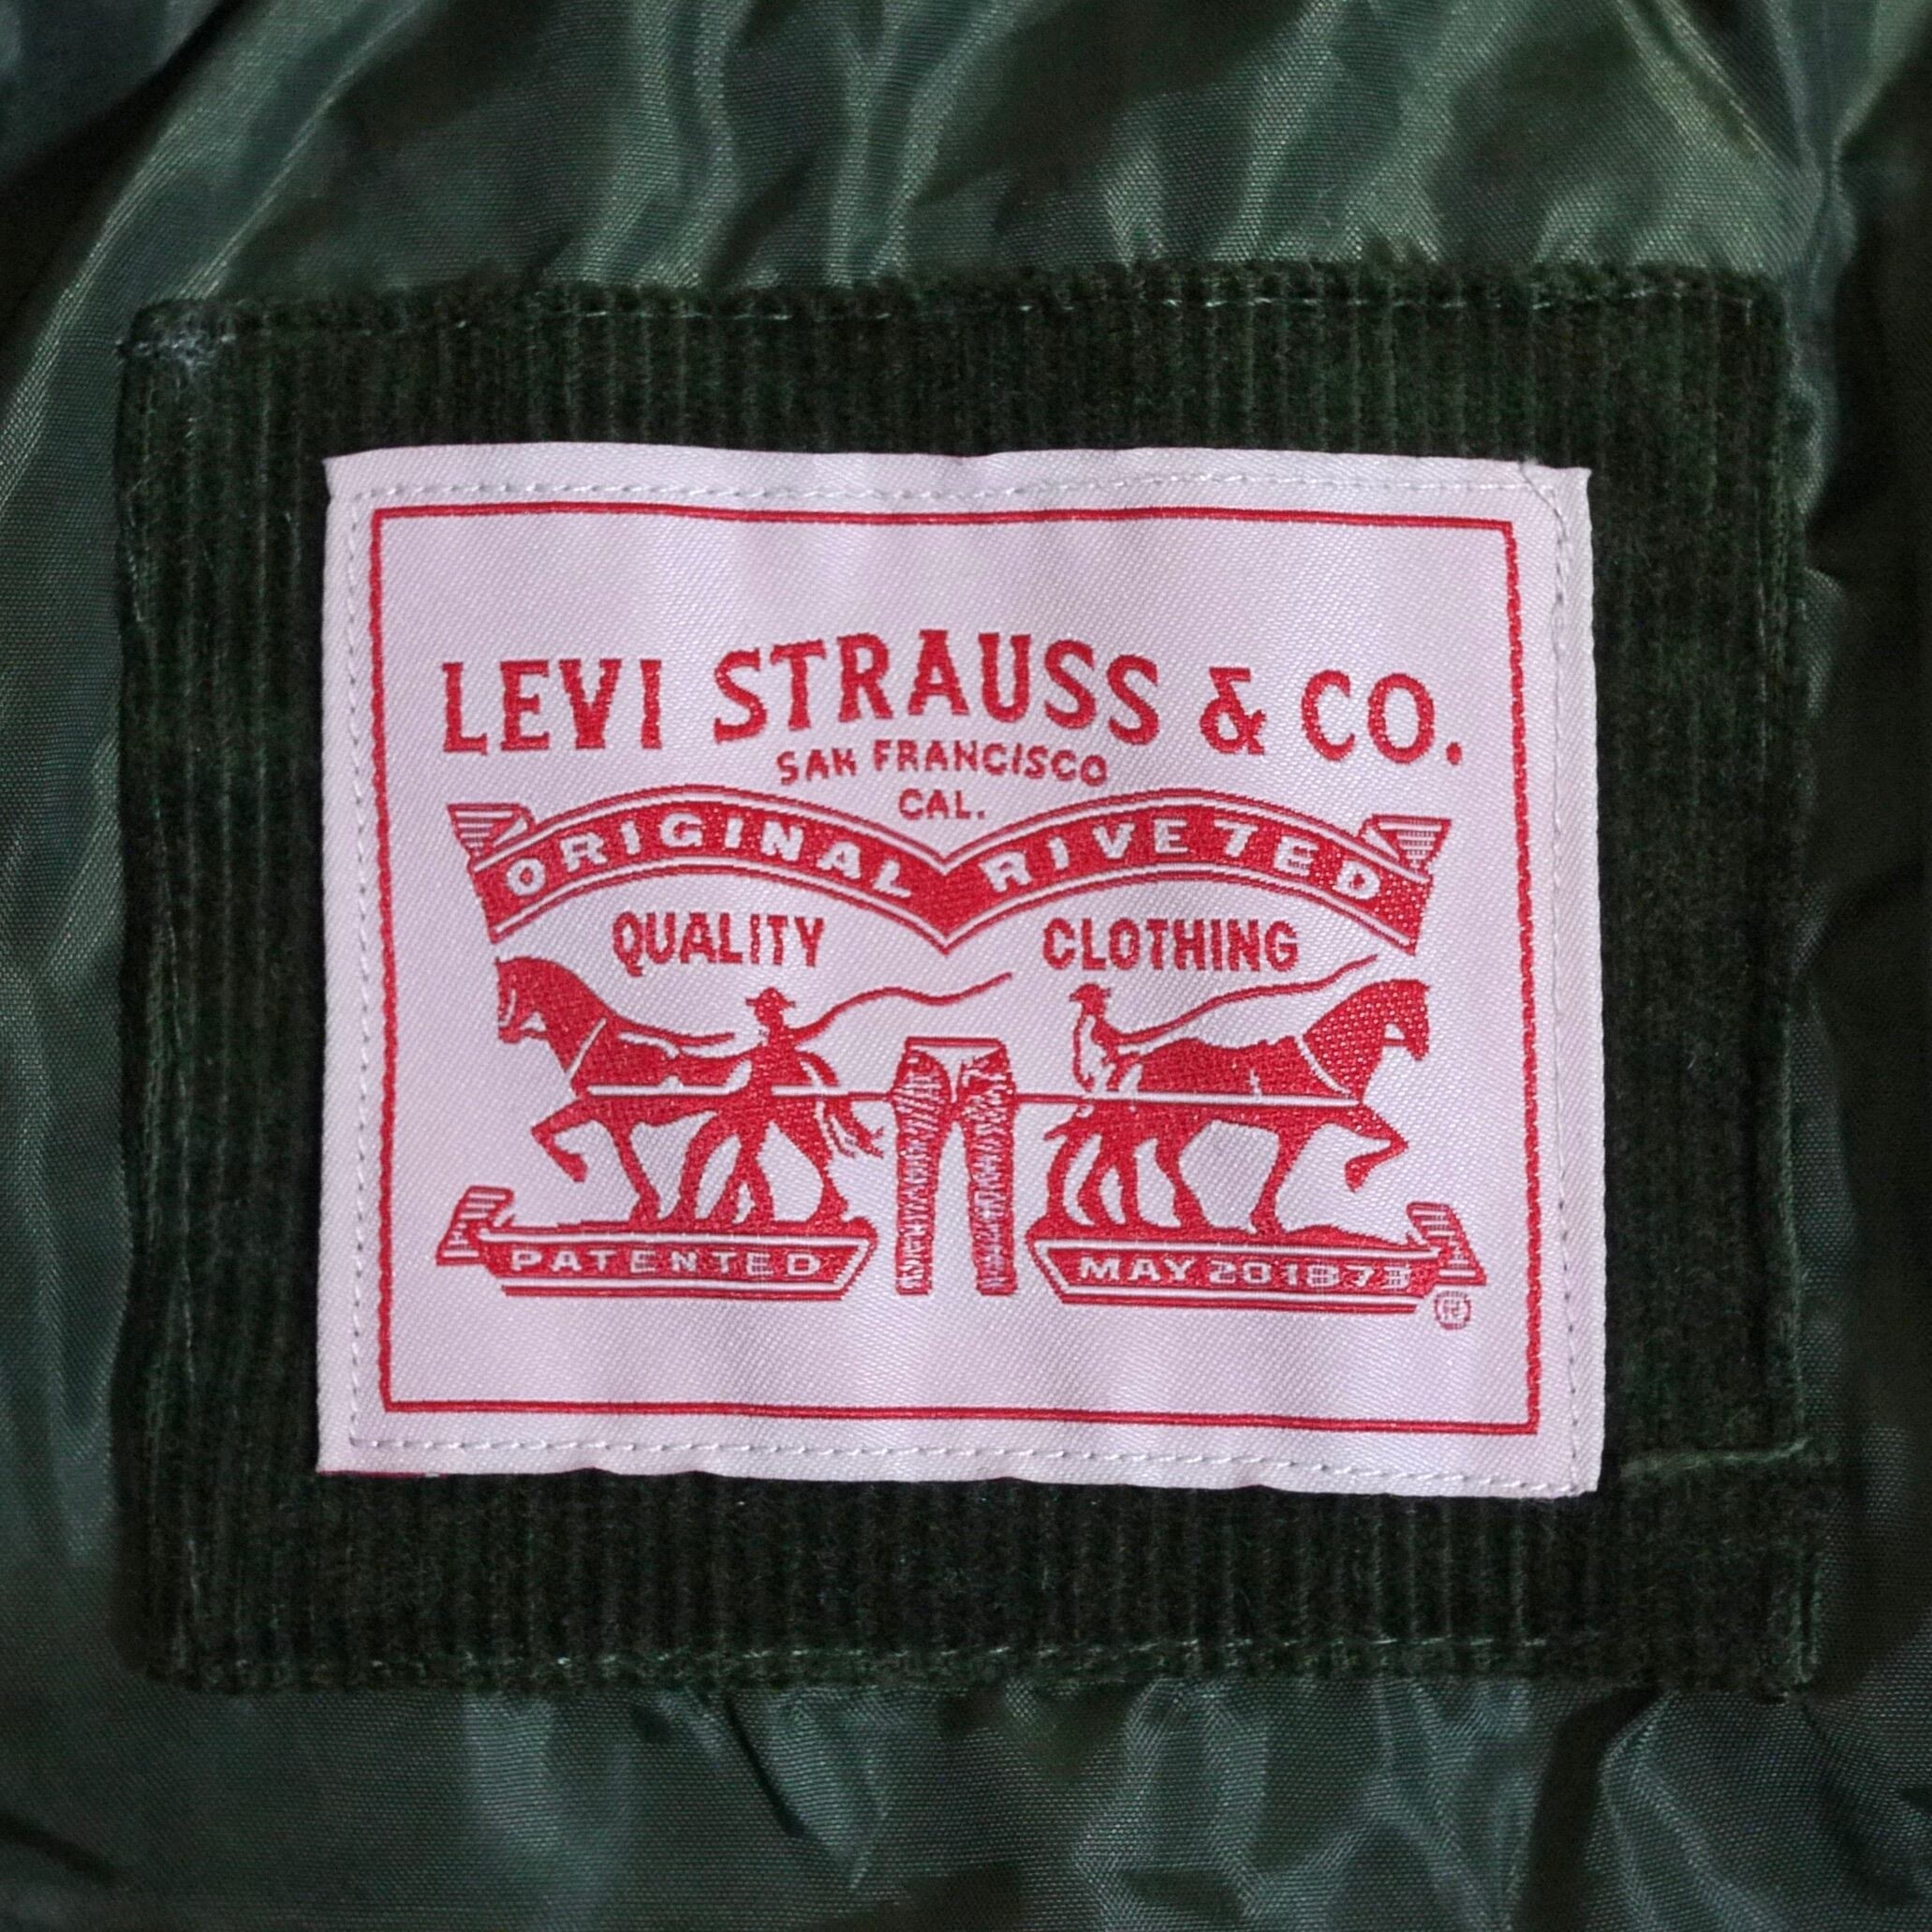 LEVI STRAUSS & CO.
SAN FRANCISCO
CAL.
ORIGINAL RIVETED
QUALITY CLOTHING
PATENTED MAY 20 1873
®